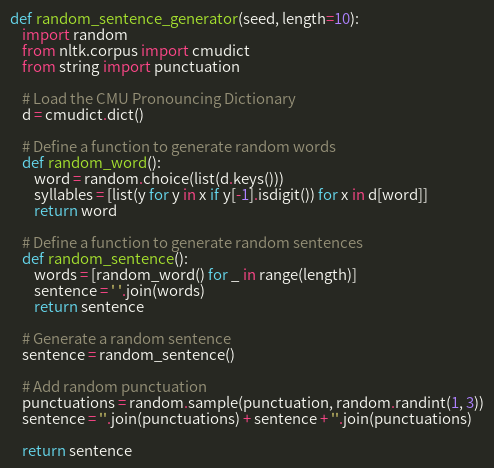 def random_sentence_generator(seed, length=10):
    import random
    from nltk.corpus import cmudict
    from string import punctuation

    # Load the CMU Pronouncing Dictionary
    d = cmudict.dict()

    # Define a function to generate random words
    def random_word():
        word = random.choice(list(d.keys()))
        syllables = [list(y for y in x if y[-1].isdigit()) for x in d[word]]
        return word

    # Define a function to generate random sentences
    def random_sentence():
        words = [random_word() for _ in range(length)]
        sentence = ' '.join(words)
        return sentence

    # Generate a random sentence
    sentence = random_sentence()

    # Add random punctuation
    punctuations = random.sample(punctuation, random.randint(1, 3))
    sentence = ''.join(punctuations) + sentence + ''.join(punctuations)

    return sentence